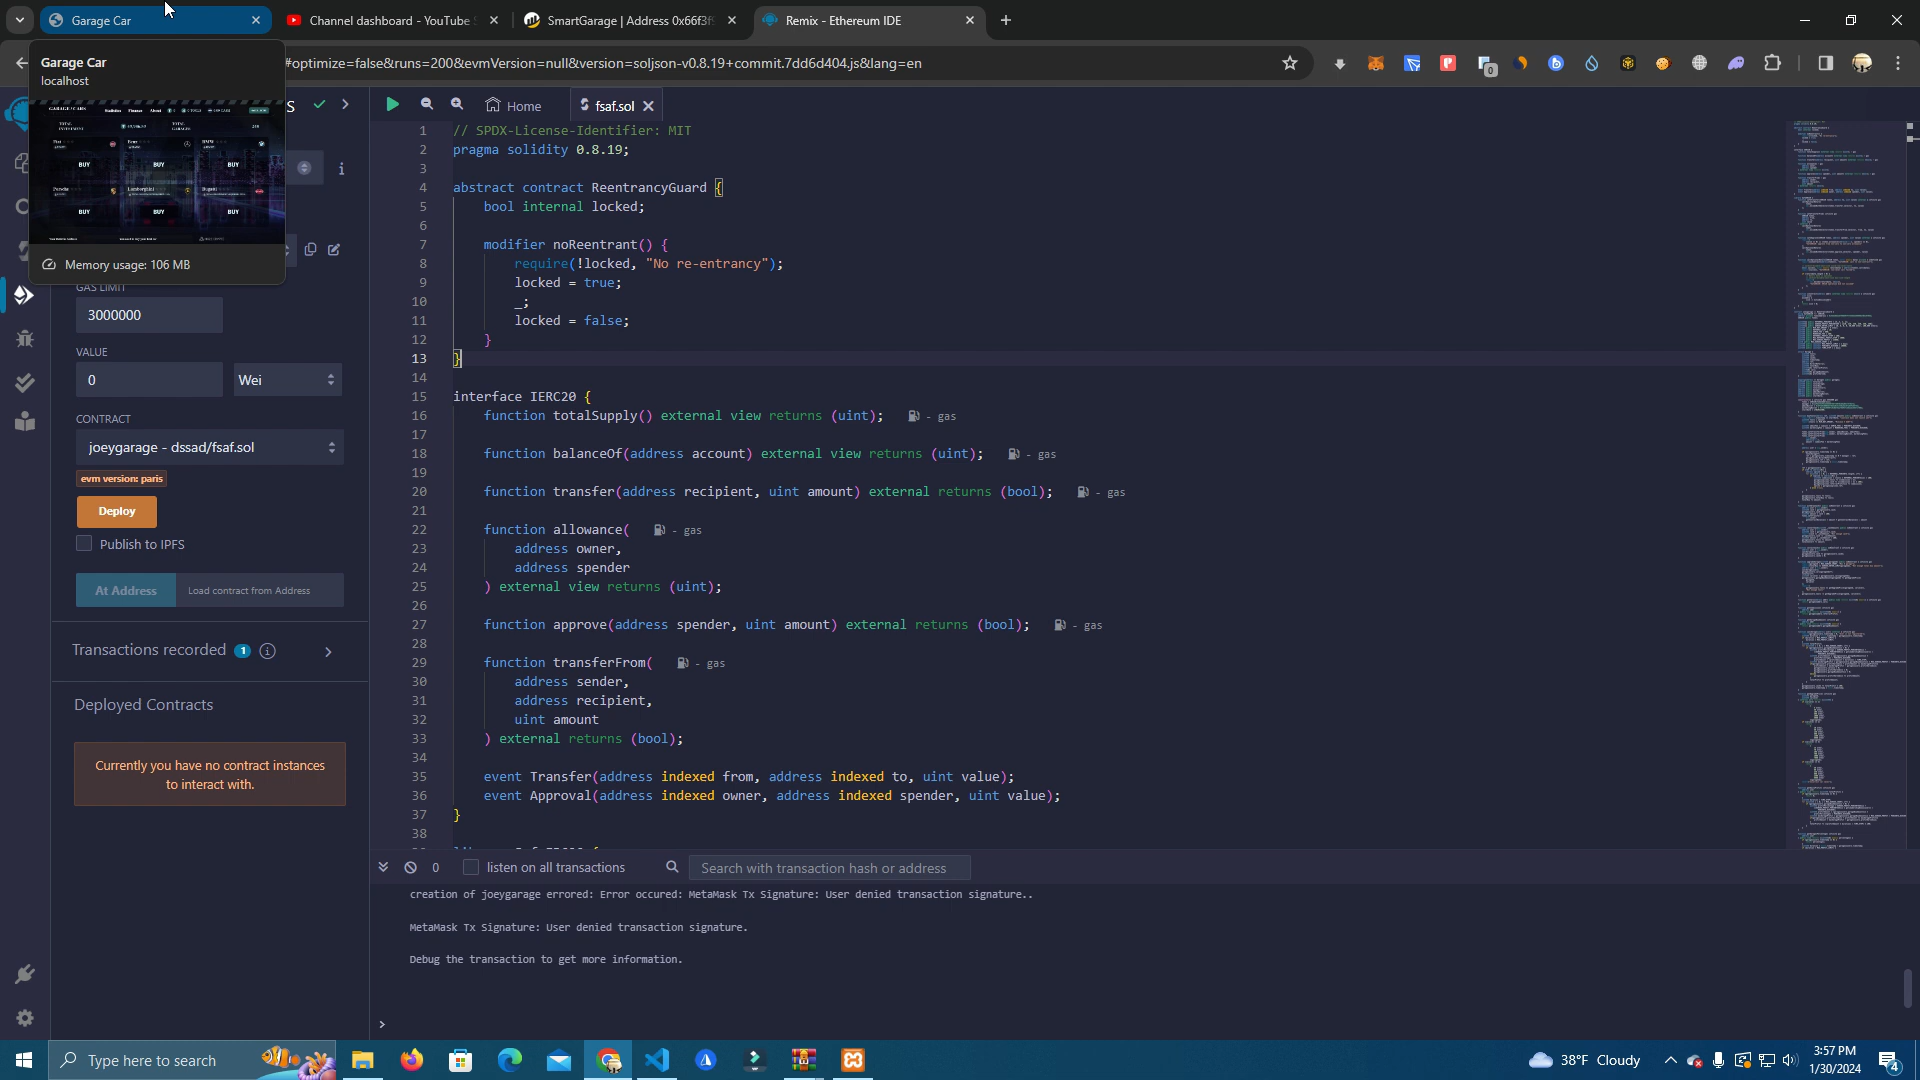 Garage Car
Channel dashboard - YouTube S
SmartGarage | Address 0x66f3f9
Remix - Ethereum IDE
#optimize=false&runs=200&evmVersion=null&version=soljson-v0.8.19+commit.7dd6d404.js&lang=en
0
Garage Car
localhost
BUY
BUY
BUY
BUY
BUY
BUY
Memory usage: 106 MB
S
Home
fsaf.sol
GAS LIMIT
3000000
VALUE
0
Wei
CONTRACT
joeygarage - dssad/fsaf.sol
evm version: paris
Deploy
Publish to IPFS
At Address
Load contract from Address
Transactions recorded 1
Deployed Contracts
Currently you have no contract instances
to interact with.
1 // SPDX-License-Identifier: MIT
2 pragma solidity 0.8.19;
3
4 abstract contract ReentrancyGuard {
5 bool internal locked;
6
7 modifier noReentrant() {
8 require(!locked, "No re-entrancy");
9 locked = true;
10 _;
11 locked = false;
12 }
13 }
14
15 interface IERC20 {
16 function totalSupply() external view returns (uint); - gas
17
18 function balanceOf(address account) external view returns (uint); - gas
19
20 function transfer(address recipient, uint amount) external returns (bool); - gas
21
22 function allowance( - gas
23 address owner,
24 address spender
25 ) external view returns (uint);
26
27 function approve(address spender, uint amount) external returns (bool); - gas
28
29 function transferFrom( - gas
30 address sender,
31 address recipient,
32 uint amount
33 ) external returns (bool);
34
35 event Transfer(address indexed from, address indexed to, uint value);
36 event Approval(address indexed owner, address indexed spender, uint value);
37 }
38
0
listen on all transactions
Search with transaction hash or address
creation of joeygarage errored: Error occured: MetaMask Tx Signature: User denied transaction signature..
MetaMask Tx Signature: User denied transaction signature.
Debug the transaction to get more information.
>
Type here to search
38°F Cloudy
3:57 PM
1/30/2024
4